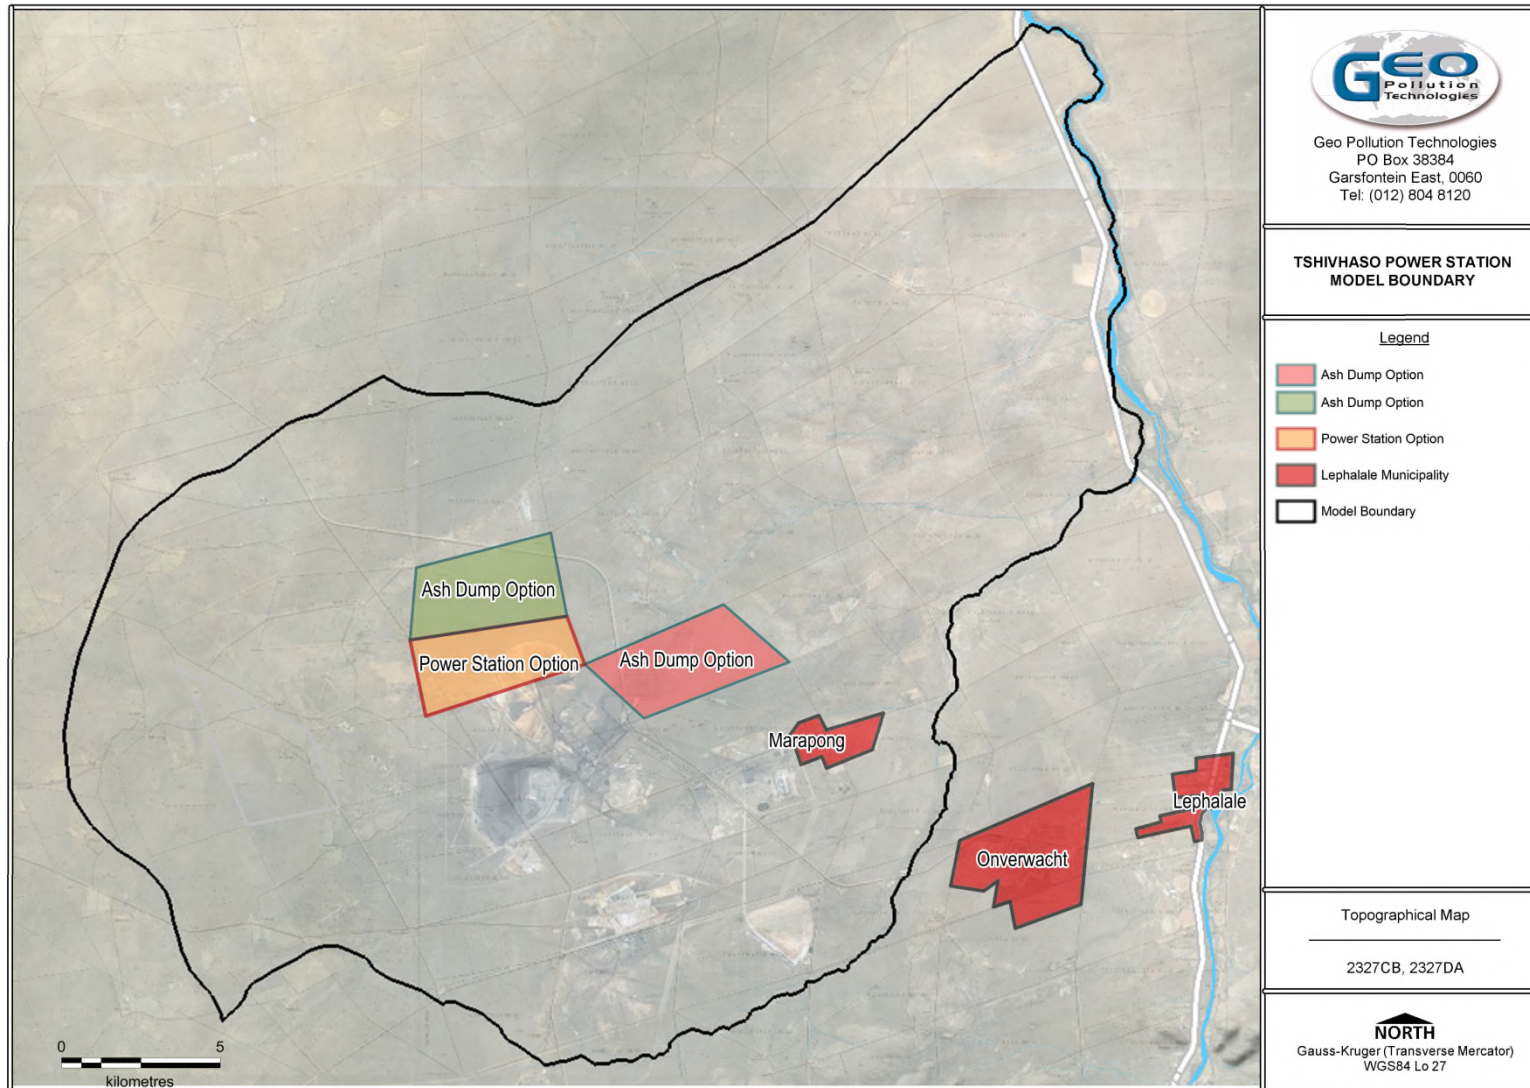 GEO
Pollution
Technologies
Geo Pollution Technologies
PO Box 38384
Garsfontein East, 0060
Tel: (012) 804 8120
TSHIVHASO POWER STATION
MODEL BOUNDARY
Legend
Ash Dump Option
Ash Dump Option
Power Station Option
Lephalale Municipality
Model Boundary
Topographical Map
2327CB, 2327DA
NORTH
Gauss-Kruger (Transverse Mercator)
WGS84 Lo 27
Ash Dump Option
Power Station Option
Ash Dump Option
Marapong
Lephalale
Onverwacht
0 5
kilometres